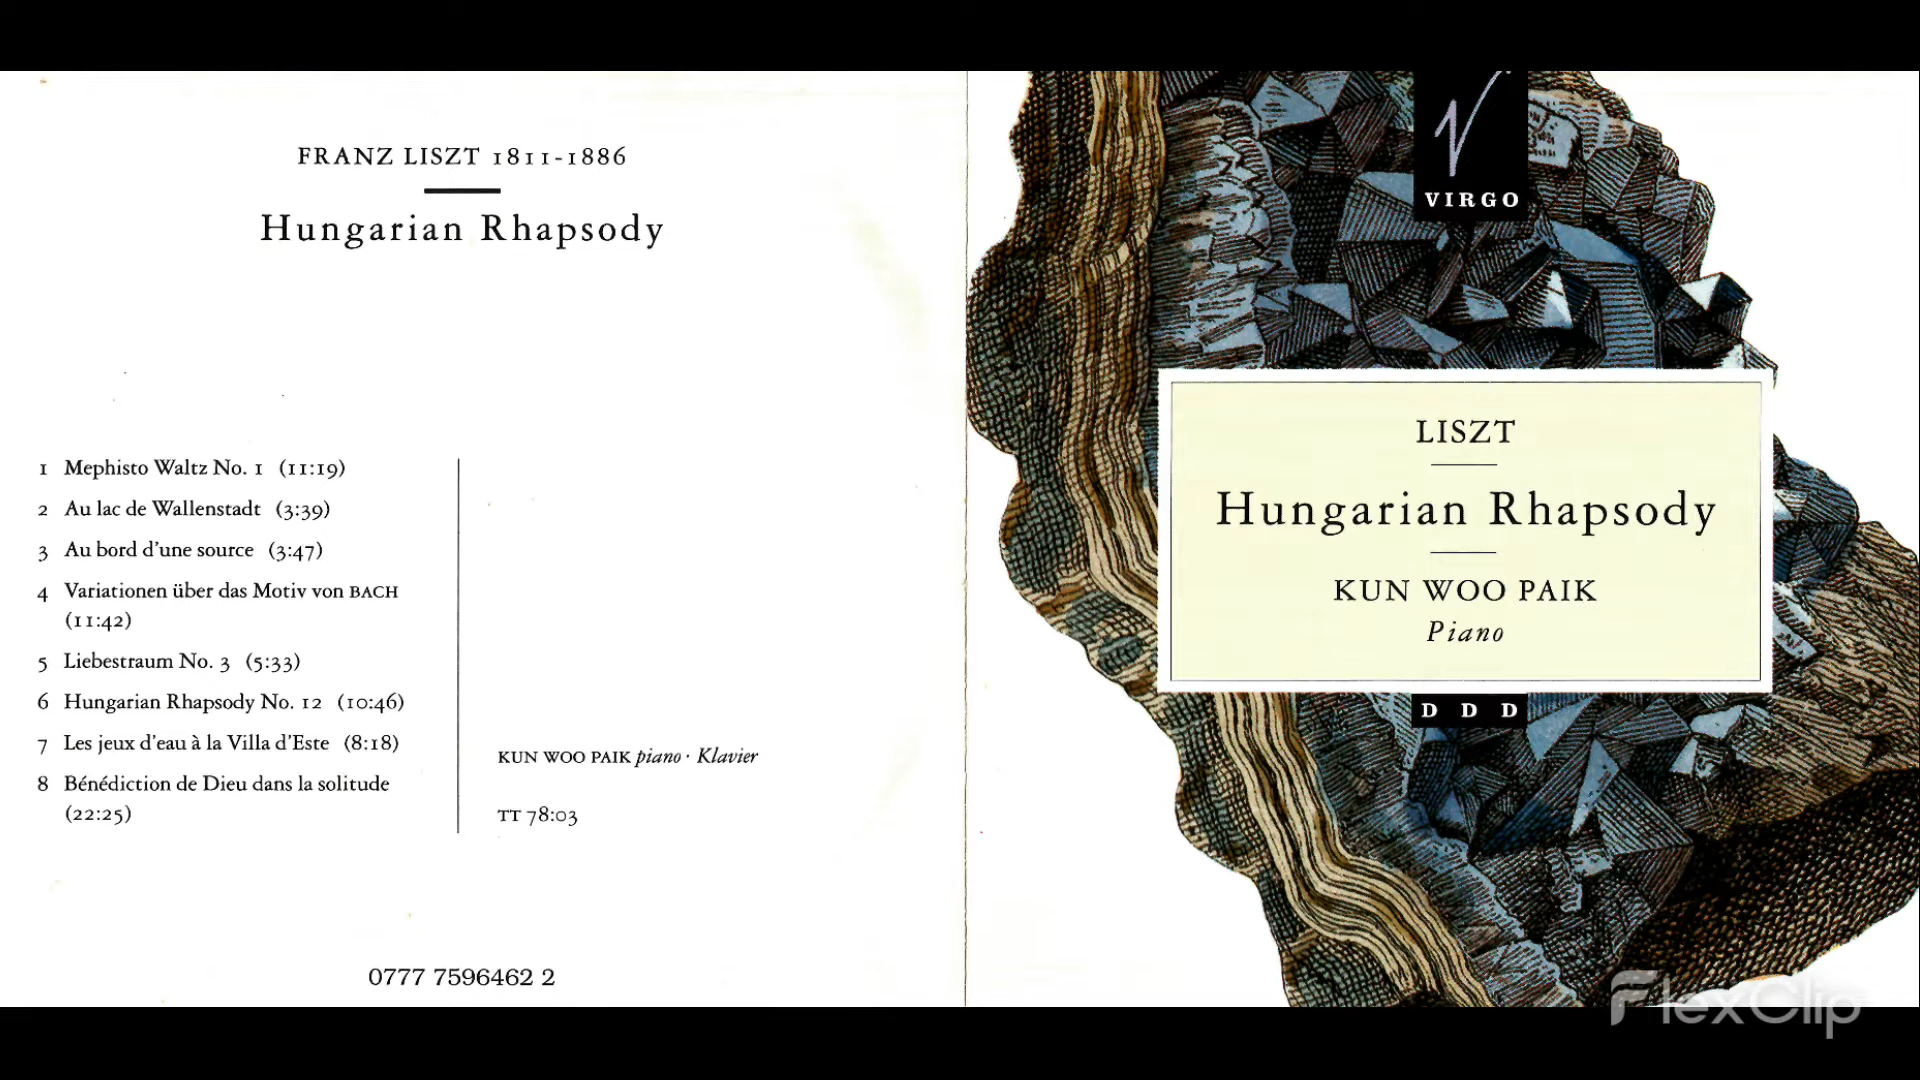 FRANZ LISZT 1811-1886
Hungarian Rhapsody
1 Mephisto Waltz No. 1 (11:19)
2 Au lac de Wallenstadt (3:39)
3 Au bord d'une source (3:47)
4 Variationen über das Motiv von BACH
(11:42)
5 Liebestraum No. 3 (5:33)
6 Hungarian Rhapsody No. 12 (10:46)
7 Les jeux d'eau à la Villa d'Este (8:18)
8 Bénédiction de Dieu dans la solitude
(22:25)
KUN WOO PAIK piano · Klavier
TT 78:03
0777 7596462 2
VIRGO
LISZT
Hungarian Rhapsody
KUN WOO PAIK
Piano
D D D
FlexClip